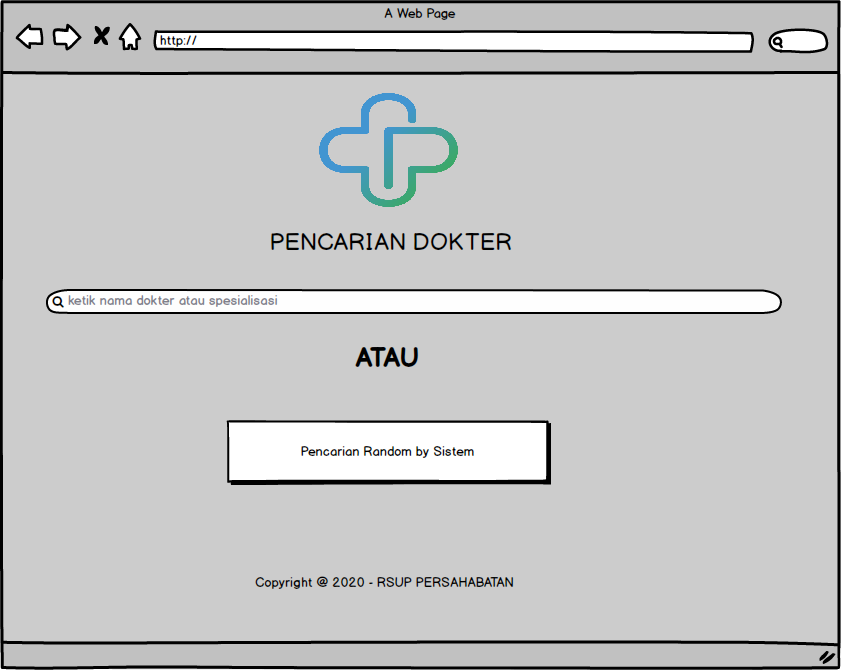 A Web Page
http://
PENCARIAN DOKTER
ketik nama dokter atau spesialisasi
ATAU
Pencarian Random by Sistem
Copyright @ 2020 - RSUP PERSAHABATAN